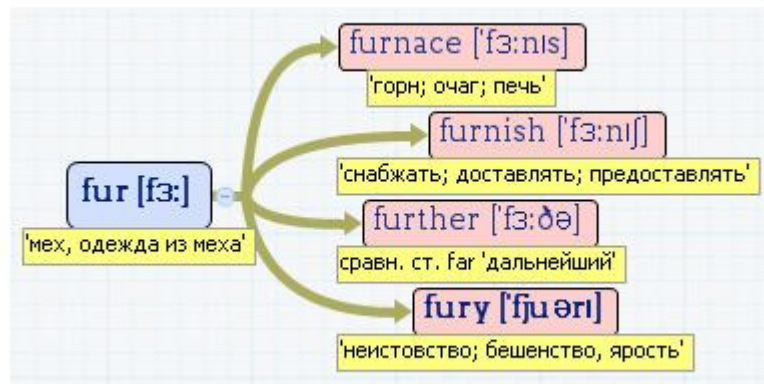 fur [fɜ:]
'мех, одежда из меха'
furnace ['fɜ:nɪs]
'горн; очаг; печь'
furnish ['fɜ:nɪʃ]
'снабжать; доставлять; предоставлять'
further ['fɜ:ðə]
сравн. ст. far 'дальнейший'
fury ['fjuərɪ]
'неистовство; бешенство, ярость'